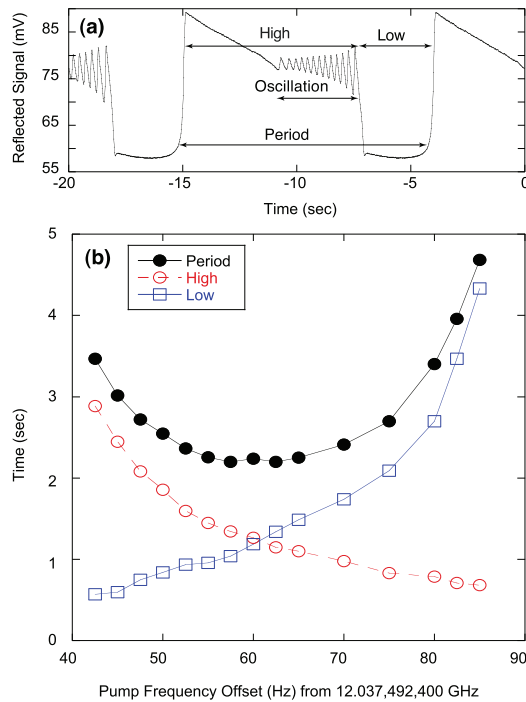 (a)
High
Low
Oscillation
Period
Reflected Signal (mV)
55
65
75
85
-20
-15
-10
-5
0
Time (sec)
(b)
Period
High
Low
Time (sec)
0
1
2
3
4
5
40
50
60
70
80
90
Pump Frequency Offset (Hz) from 12.037,492,400 GHz